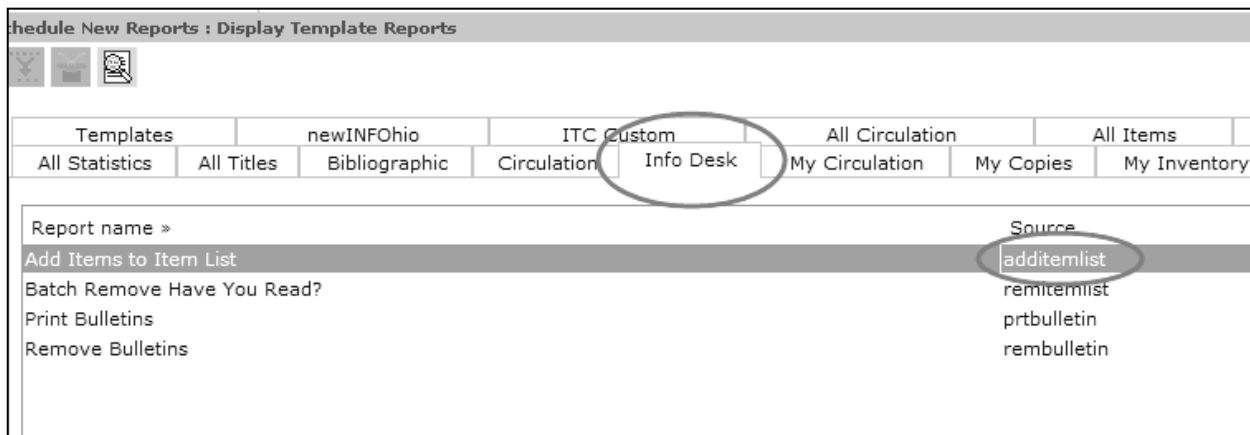 chedule New Reports : Display Template Reports
Templates newINFOhio ITC Custom All Circulation All Items
All Statistics All Titles Bibliographic Circulation Info Desk My Circulation My Copies My Inventory
Report name » Source
Add Items to Item List additemlist
Batch Remove Have You Read? remitemlist
Print Bulletins prtbulletin
Remove Bulletins rembulletin